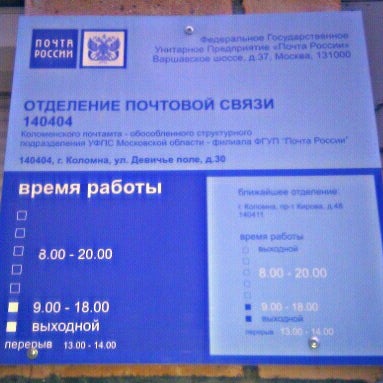 ПОЧТА
РОССИИ
Федеральное Государственное
Унитарное Предприятие «Почта России»
Варшавское шоссе, д.37, Москва, 131000
ОТДЕЛЕНИЕ ПОЧТОВОЙ СВЯЗИ
140404
Коломенского почтамта - обособленного структурного
подразделения УФПС Московской области - филиала ФГУП "Почта России"
140404, г. Коломна, ул. Девичье поле, д.30
время работы
8.00 - 20.00
9.00 - 18.00
выходной
перерыв 13.00 - 14.00
ближайшее отделение:
г. Коломна, пр-т Кирова, д.48
140411
время работы
выходной
8.00 - 20.00
9.00 - 18.00
выходной
перерыв 13.00 - 14.00